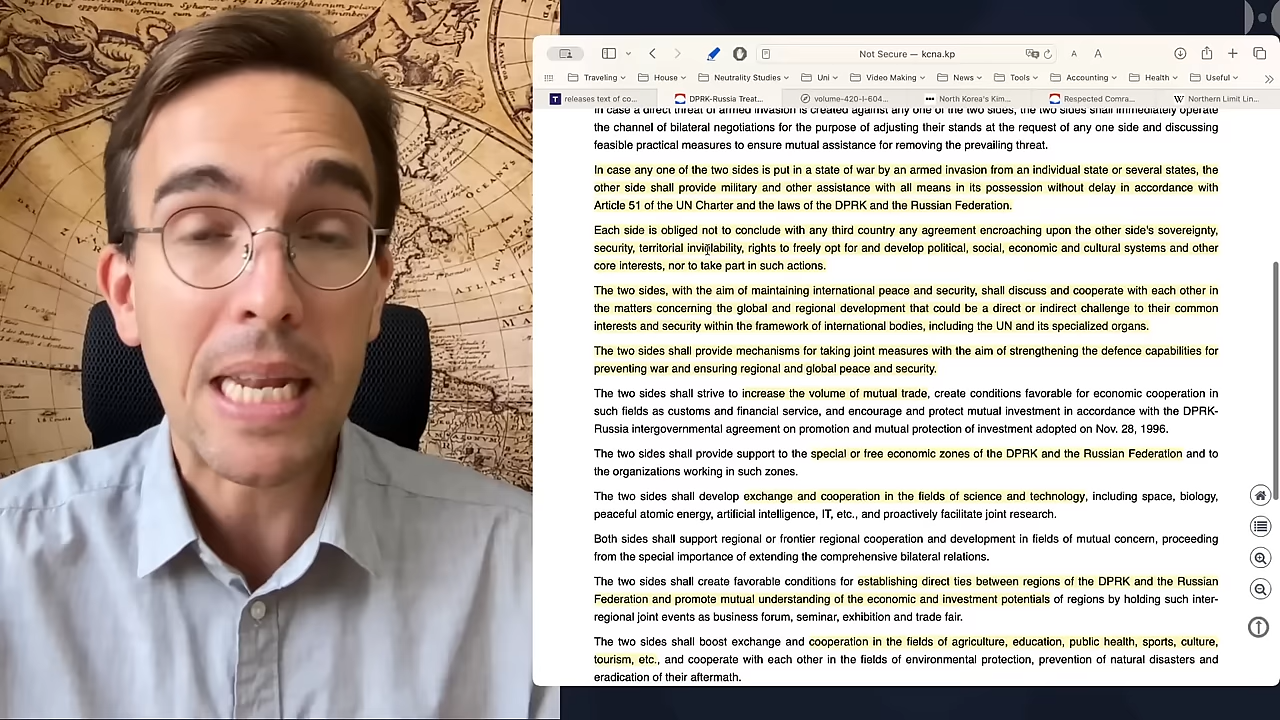 Not Secure — kcna.kp
A A
Traveling House Neutrality Studies Uni Video Making News Tools Accounting Health Useful
releases text of co... DPRK-Russia Treat... volume-420-I-604... North Korea's Kim... Respected Comra... Northern Limit Lin...
In case a direct threat of armed invasion is created against any one of the two sides, the two sides shall immediately operate
the channel of bilateral negotiations for the purpose of adjusting their stands at the request of any one side and discussing
feasible practical measures to ensure mutual assistance for removing the prevailing threat.
In case any one of the two sides is put in a state of war by an armed invasion from an individual state or several states, the
other side shall provide military and other assistance with all means in its possession without delay in accordance with
Article 51 of the UN Charter and the laws of the DPRK and the Russian Federation.
Each side is obliged not to conclude with any third country any agreement encroaching upon the other side's sovereignty,
security, territorial inviolability, rights to freely opt for and develop political, social, economic and cultural systems and other
core interests, nor to take part in such actions.
The two sides, with the aim of maintaining international peace and security, shall discuss and cooperate with each other in
the matters concerning the global and regional development that could be a direct or indirect challenge to their common
interests and security within the framework of international bodies, including the UN and its specialized organs.
The two sides shall provide mechanisms for taking joint measures with the aim of strengthening the defence capabilities for
preventing war and ensuring regional and global peace and security.
The two sides shall strive to increase the volume of mutual trade, create conditions favorable for economic cooperation in
such fields as customs and financial service, and encourage and protect mutual investment in accordance with the DPRK-
Russia intergovernmental agreement on promotion and mutual protection of investment adopted on Nov. 28, 1996.
The two sides shall provide support to the special or free economic zones of the DPRK and the Russian Federation and to
the organizations working in such zones.
The two sides shall develop exchange and cooperation in the fields of science and technology, including space, biology,
peaceful atomic energy, artificial intelligence, IT, etc., and proactively facilitate joint research.
Both sides shall support regional or frontier regional cooperation and development in fields of mutual concern, proceeding
from the special importance of extending the comprehensive bilateral relations.
The two sides shall create favorable conditions for establishing direct ties between regions of the DPRK and the Russian
Federation and promote mutual understanding of the economic and investment potentials of regions by holding such inter-
regional joint events as business forum, seminar, exhibition and trade fair.
The two sides shall boost exchange and cooperation in the fields of agriculture, education, public health, sports, culture,
tourism, etc., and cooperate with each other in the fields of environmental protection, prevention of natural disasters and
eradication of their aftermath.